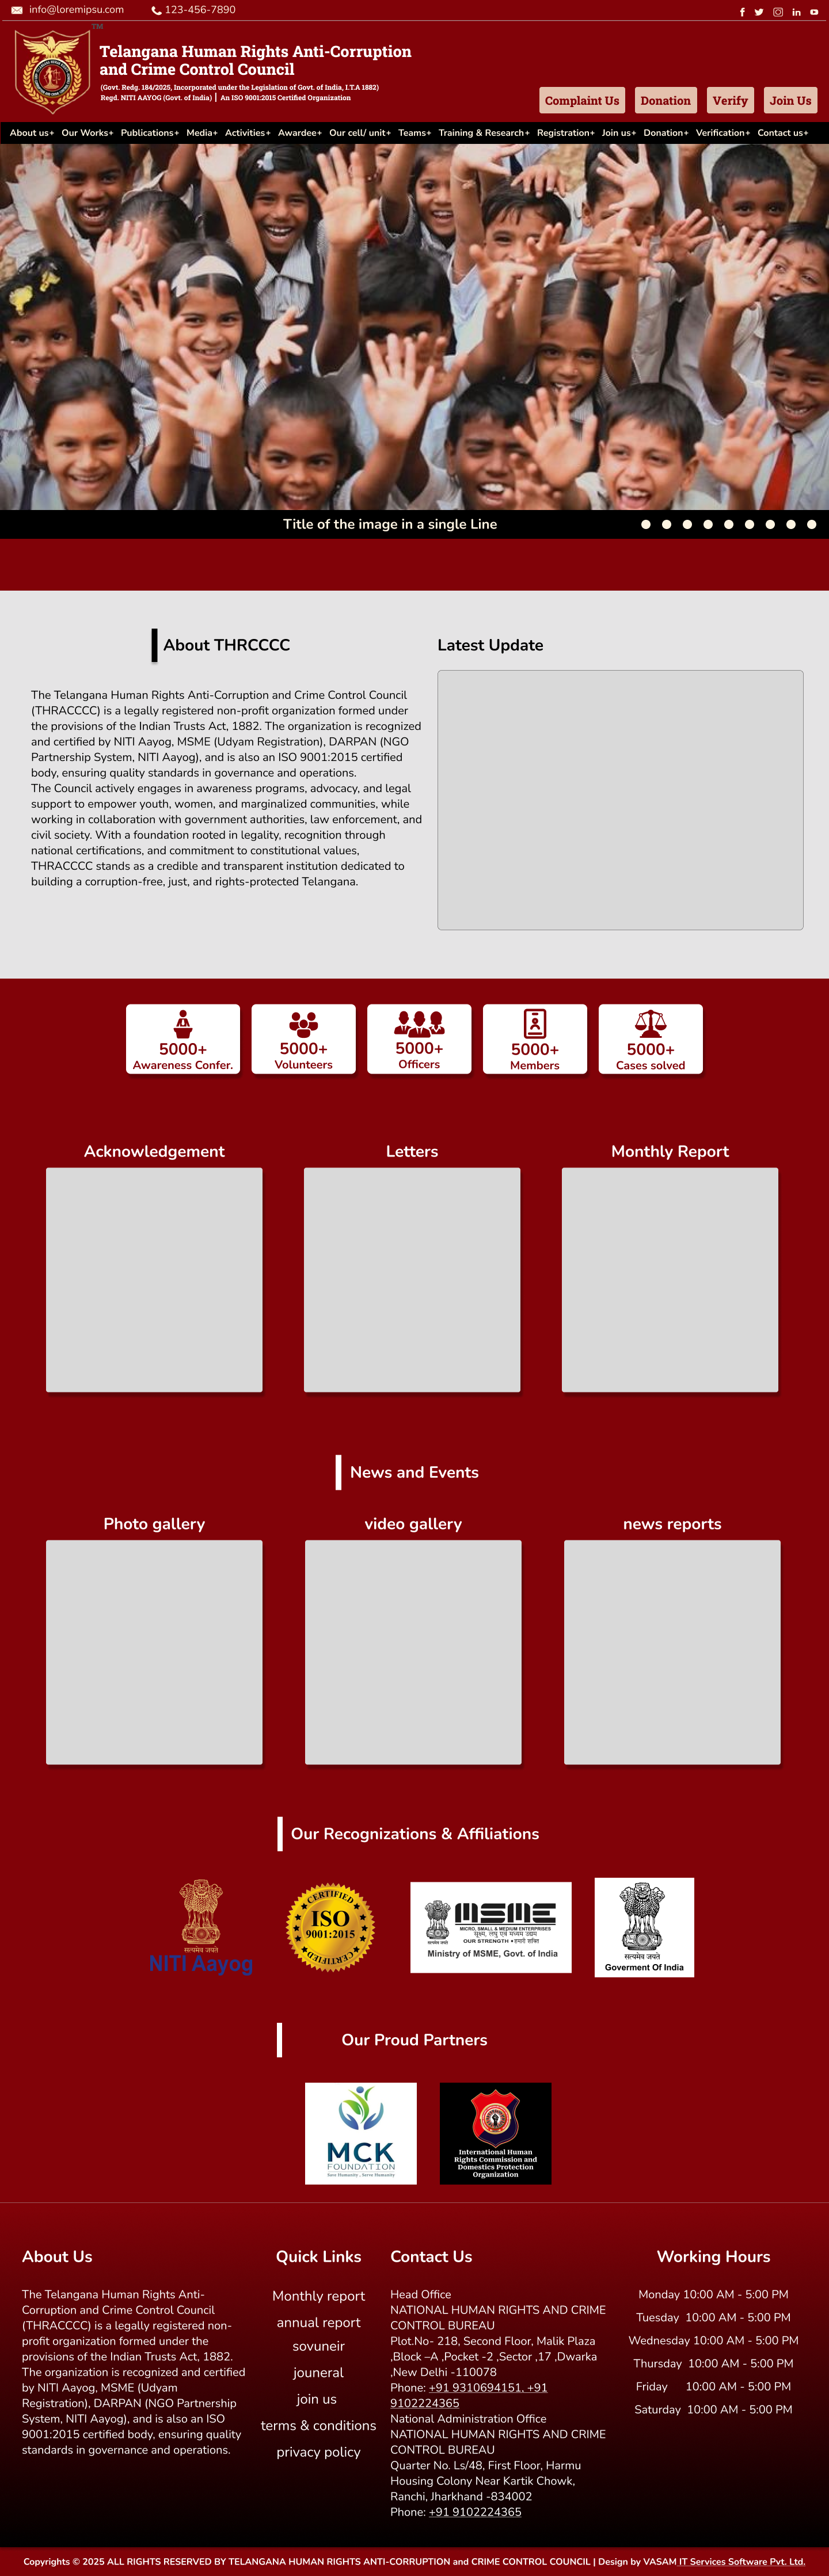 info@loremipsu.com
123-456-7890
TM
Telangana Human Rights Anti-Corruption
and Crime Control Council
(Govt. Redg. 184/2025, Incorporated under the Legislation of Govt. of India, I.T.A 1882)
Regd. NITI AAYOG (Govt. of India) | An ISO 9001:2015 Certified Organization
Complaint Us
Donation
Verify
Join Us
About us+ Our Works+ Publications+ Media+ Activities+ Awardee+ Our cell/ unit+ Teams+ Training & Research+ Registration+ Join us+ Donation+ Verification+ Contact us+
Title of the image in a single Line
About THRCCCC
The Telangana Human Rights Anti-Corruption and Crime Control Council
(THRACCCC) is a legally registered non-profit organization formed under
the provisions of the Indian Trusts Act, 1882. The organization is recognized
and certified by NITI Aayog, MSME (Udyam Registration), DARPAN (NGO
Partnership System, NITI Aayog), and is also an ISO 9001:2015 certified
body, ensuring quality standards in governance and operations.
The Council actively engages in awareness programs, advocacy, and legal
support to empower youth, women, and marginalized communities, while
working in collaboration with government authorities, law enforcement, and
civil society. With a foundation rooted in legality, recognition through
national certifications, and commitment to constitutional values,
THRACCCC stands as a credible and transparent institution dedicated to
building a corruption-free, just, and rights-protected Telangana.
Latest Update
5000+
Awareness Confer.
5000+
Volunteers
5000+
Officers
5000+
Members
5000+
Cases solved
Acknowledgement
Letters
Monthly Report
News and Events
Photo gallery
video gallery
news reports
Our Recognizations & Affiliations
सत्यमेव जयते
NITI Aayog
CERTIFIED
ISO
9001:2015
CERTIFIED
सत्यमेव जयते
msme
MICRO, SMALL & MEDIUM ENTERPRISES
सूक्ष्म, लघु एवं मध्यम उद्यम
OUR STRENGTH • हमारी शक्ति
Ministry of MSME, Govt. of India
सत्यमेव जयते
Goverment Of India
Our Proud Partners
MCK
FOUNDATION
Save Humanity , Serve Humanity
International Human
Rights Commission and
Domestics Protection
Organization
About Us
The Telangana Human Rights Anti-
Corruption and Crime Control Council
(THRACCCC) is a legally registered non-
profit organization formed under the
provisions of the Indian Trusts Act, 1882.
The organization is recognized and certified
by NITI Aayog, MSME (Udyam
Registration), DARPAN (NGO Partnership
System, NITI Aayog), and is also an ISO
9001:2015 certified body, ensuring quality
standards in governance and operations.
Quick Links
Monthly report
annual report
sovuneir
jouneral
join us
terms & conditions
privacy policy
Contact Us
Head Office
NATIONAL HUMAN RIGHTS AND CRIME
CONTROL BUREAU
Plot.No- 218, Second Floor, Malik Plaza
,Block –A ,Pocket -2 ,Sector ,17 ,Dwarka
,New Delhi -110078
Phone: +91 9310694151, +91
9102224365
National Administration Office
NATIONAL HUMAN RIGHTS AND CRIME
CONTROL BUREAU
Quarter No. Ls/48, First Floor, Harmu
Housing Colony Near Kartik Chowk,
Ranchi, Jharkhand -834002
Phone: +91 9102224365
Working Hours
Monday 10:00 AM - 5:00 PM
Tuesday 10:00 AM - 5:00 PM
Wednesday 10:00 AM - 5:00 PM
Thursday 10:00 AM - 5:00 PM
Friday 10:00 AM - 5:00 PM
Saturday 10:00 AM - 5:00 PM
Copyrights © 2025 ALL RIGHTS RESERVED BY TELANGANA HUMAN RIGHTS ANTI-CORRUPTION and CRIME CONTROL COUNCIL | Design by VASAM IT Services Software Pvt. Ltd.